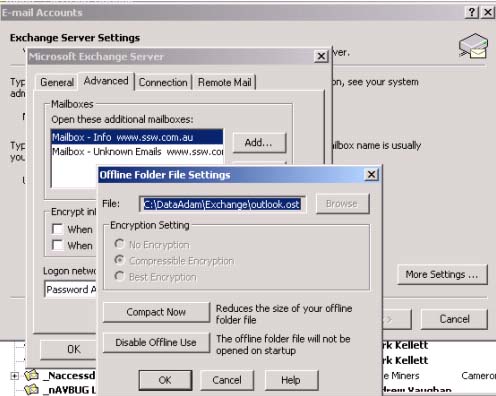 E-mail Accounts
Exchange Server Settings
ver.
Microsoft Exchange Server
Typ
on, see your system
adm
General
Advanced
Connection
Remote Mail
Mailboxes
Open these additional mailboxes:
Mailbox - Info www.ssw.com.au
Add...
Mailbox - Unknown Emails www.ssw.co
Typ
ilbox name is usually
you
Offline Folder File Settings
File:
C:\DataAdam\Exchange\outlook.ost
Browse
Encryption Setting
Encrypt in
When
When
No Encryption
Compressible Encryption
Best Encryption
Logon netw
Password A
More Settings ...
Compact Now
Reduces the size of your offline folder file
Disable Offline Use
The offline folder file will not be opened on startup
Cancel
OK
OK
Cancel
Help
rk Kellett
rk Kellett
_Naccessd
e Miners
Camero
_nAVBUG L
drew Vaughan